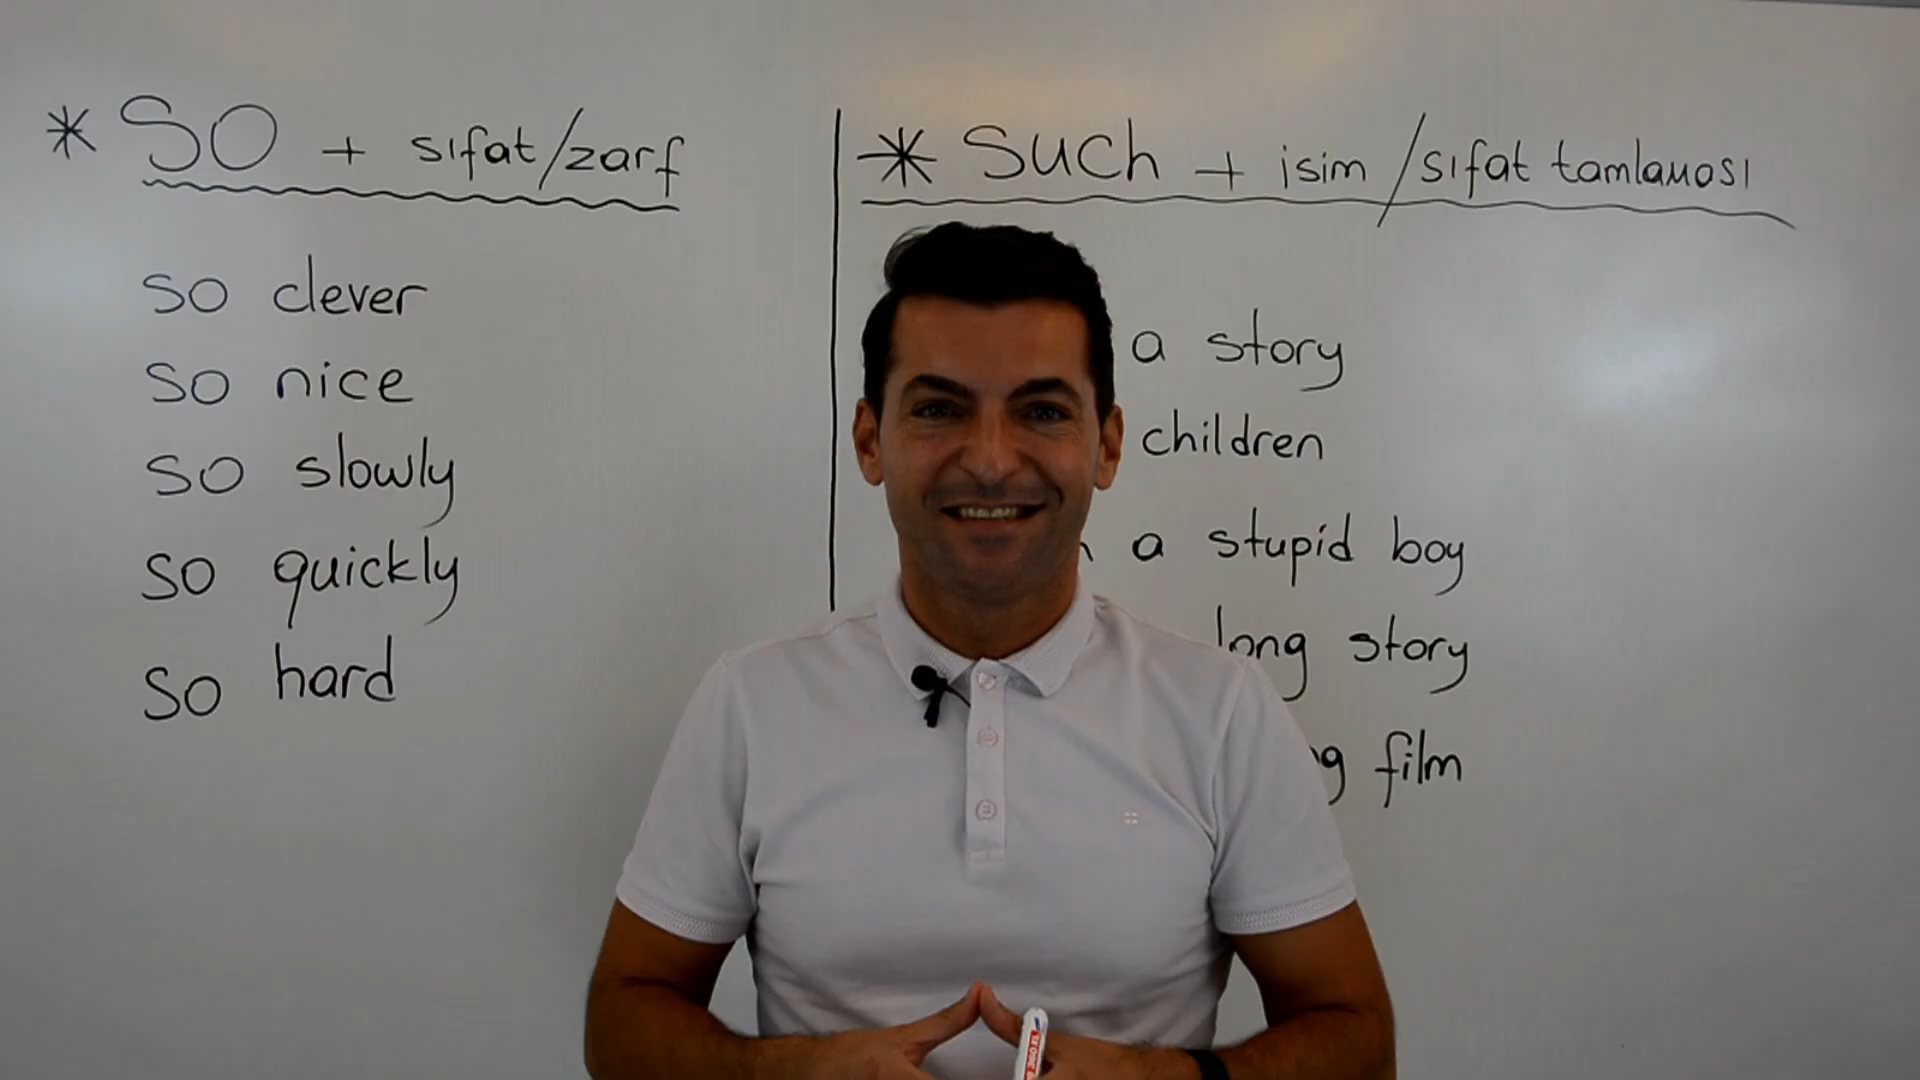 * SO + sıfat/zarf
so clever
so nice
so slowly
so quickly
so hard
* SUCH + isim / sıfat tamlaması
a story
children
a stupid boy
long story
film